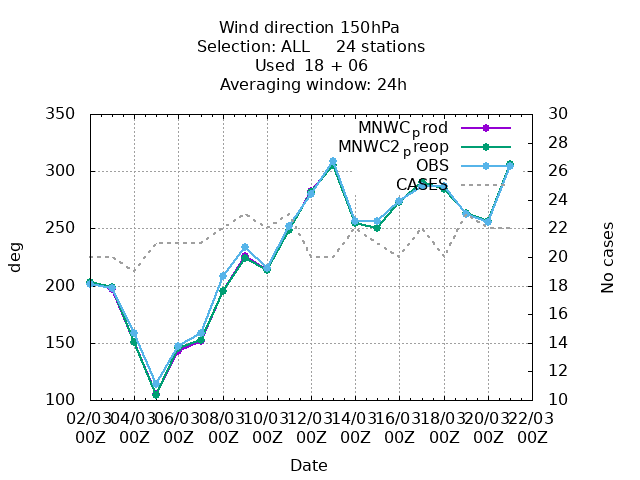 Wind direction 150hPa
Selection: ALL 24 stations
Used 18 + 06
Averaging window: 24h
350 30
MNWCprod
28
MNWC2preop
OBS
300 26
CASES
24
250 22
deg
No cases
200 20
18
16
150 14
12
100 10
02/03 04/03 06/03 08/03 10/03 12/03 14/03 16/03 18/03 20/03 22/03
00Z 00Z 00Z 00Z 00Z 00Z 00Z 00Z 00Z 00Z 00Z
Date